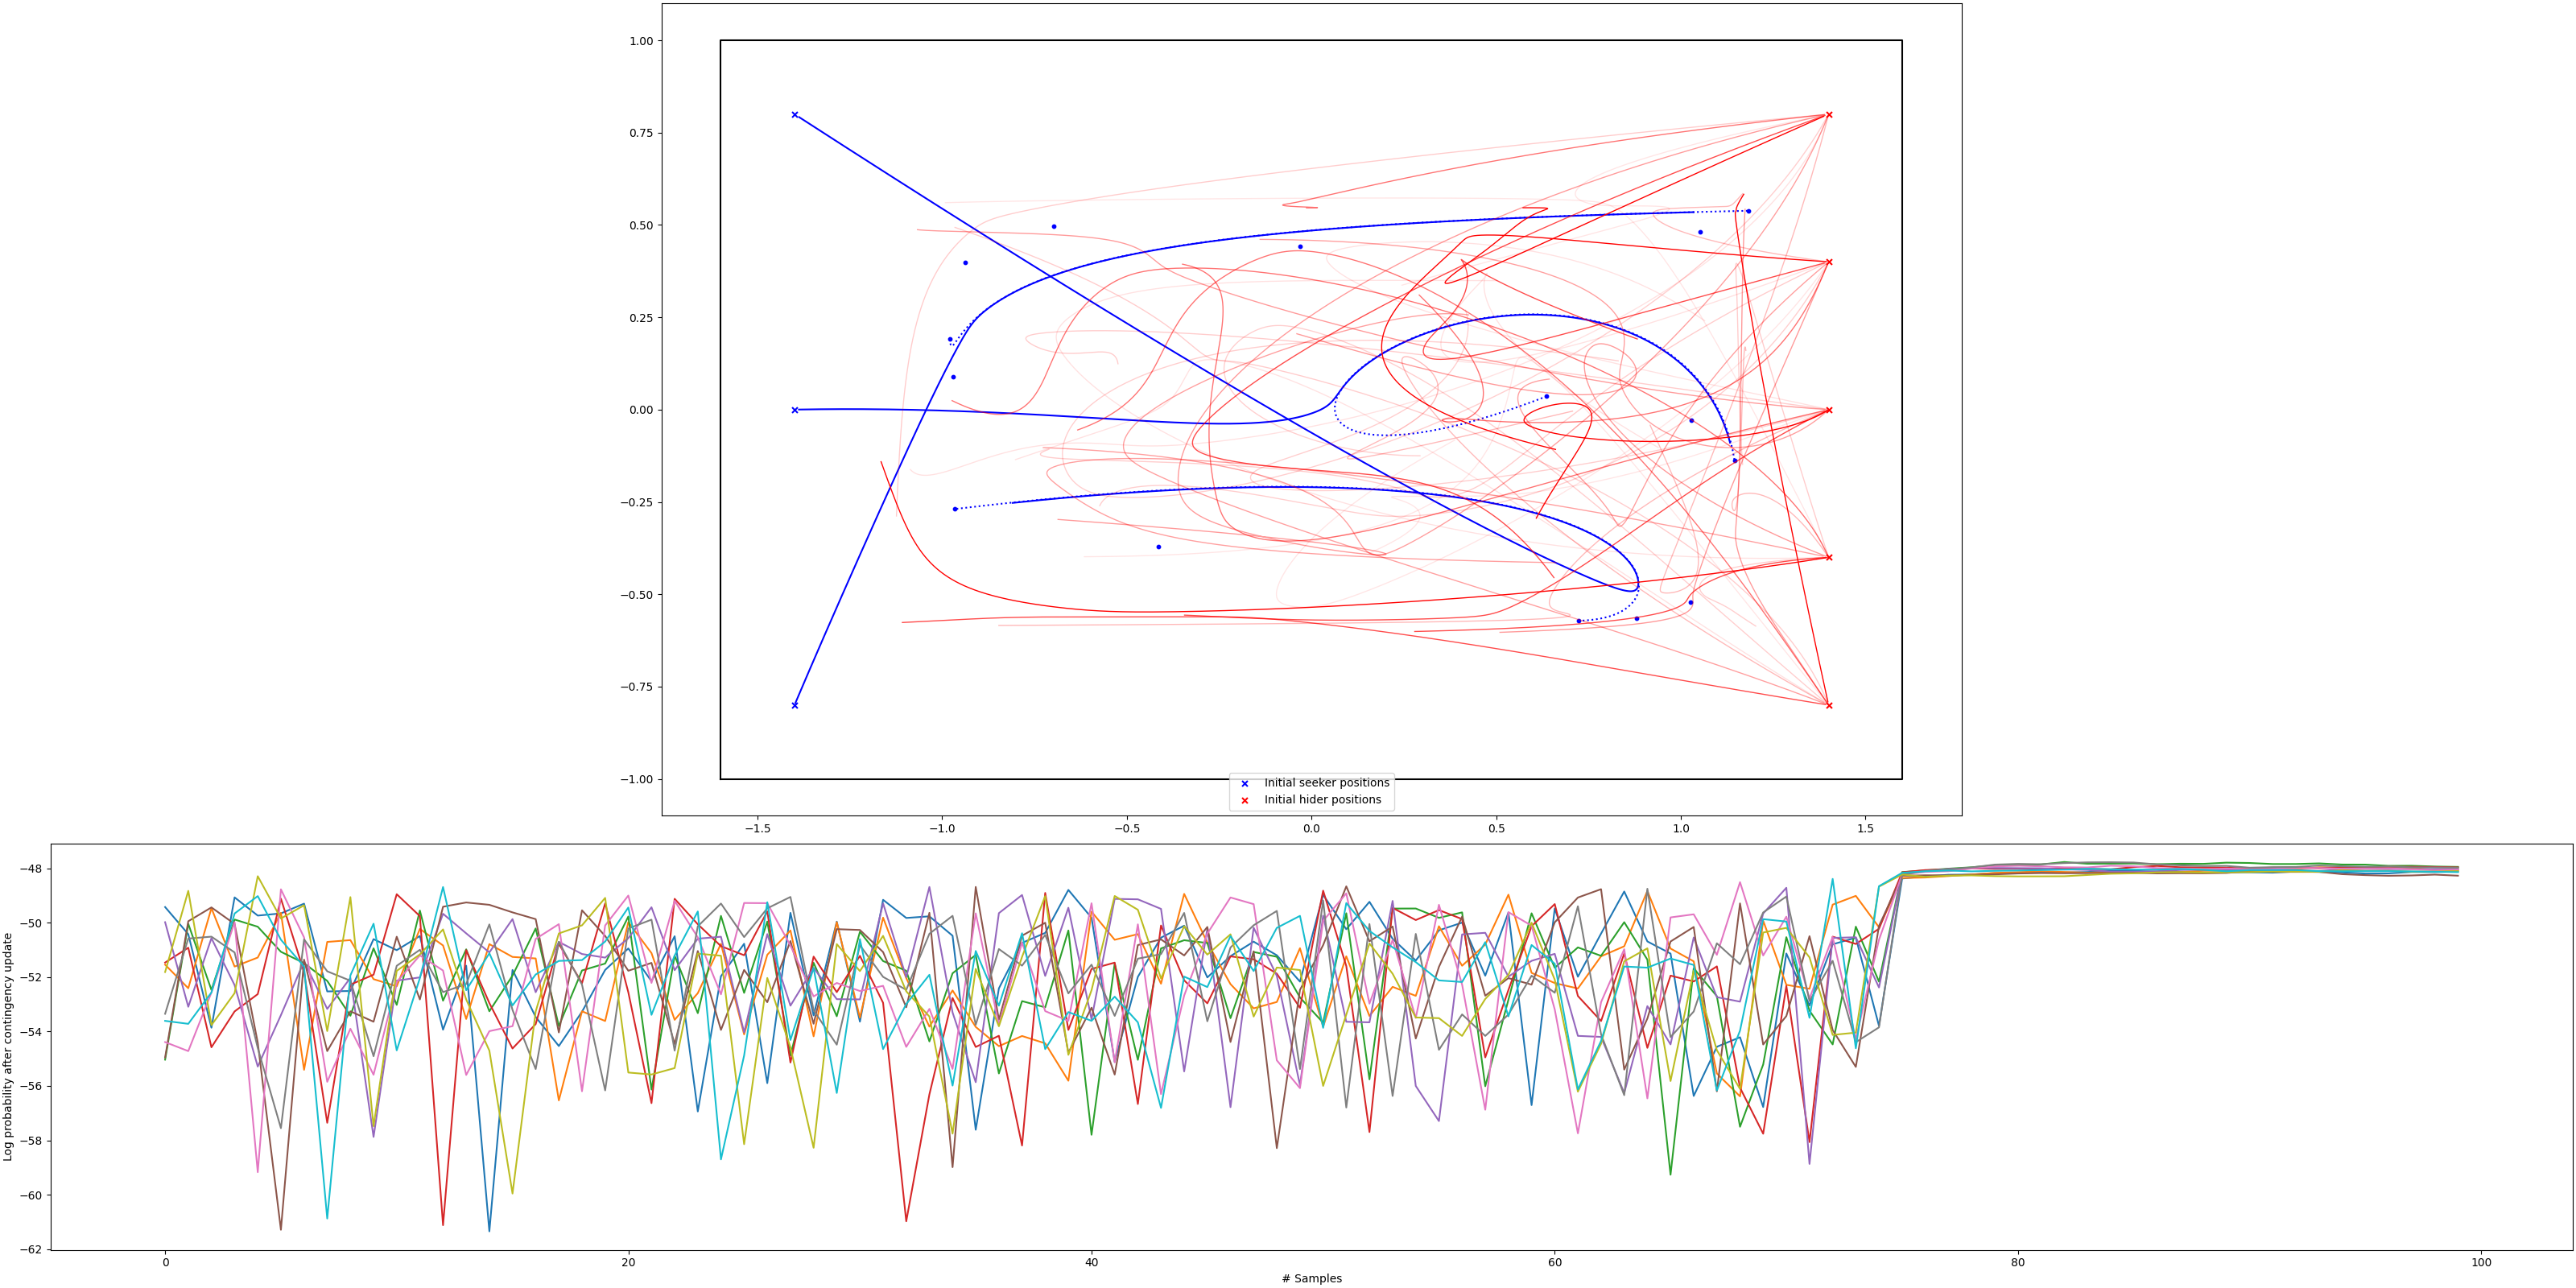 1.00
0.75
0.50
0.25
0.00
−0.25
−0.50
−0.75
−1.00
Initial seeker positions
Initial hider positions
−1.5 −1.0 −0.5 0.0 0.5 1.0 1.5
Log probability after contingency update
−48
−50
−52
−54
−56
−58
−60
−62
0 20 40 60 80 100
# Samples